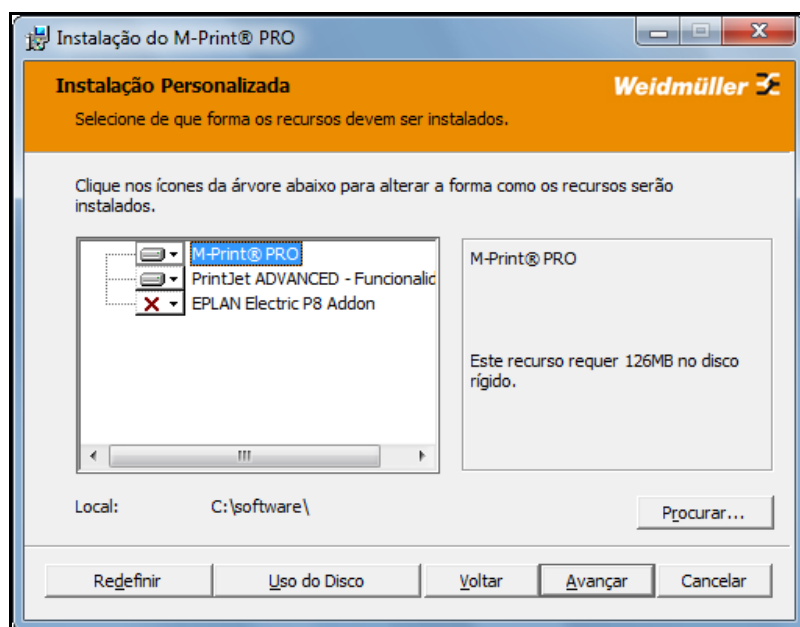 Instalação do M-Print® PRO
Instalação Personalizada
Weidmüller
Selecione de que forma os recursos devem ser instalados.
Clique nos ícones da árvore abaixo para alterar a forma como os recursos serão
instalados.
M-Print® PRO
PrintJet ADVANCED - Funcionalid
EPLAN Electric P8 Addon
M-Print® PRO
Este recurso requer 126MB no disco
rígido.
Local: C:\software\
Procurar...
Redefinir Uso do Disco Voltar Avançar Cancelar